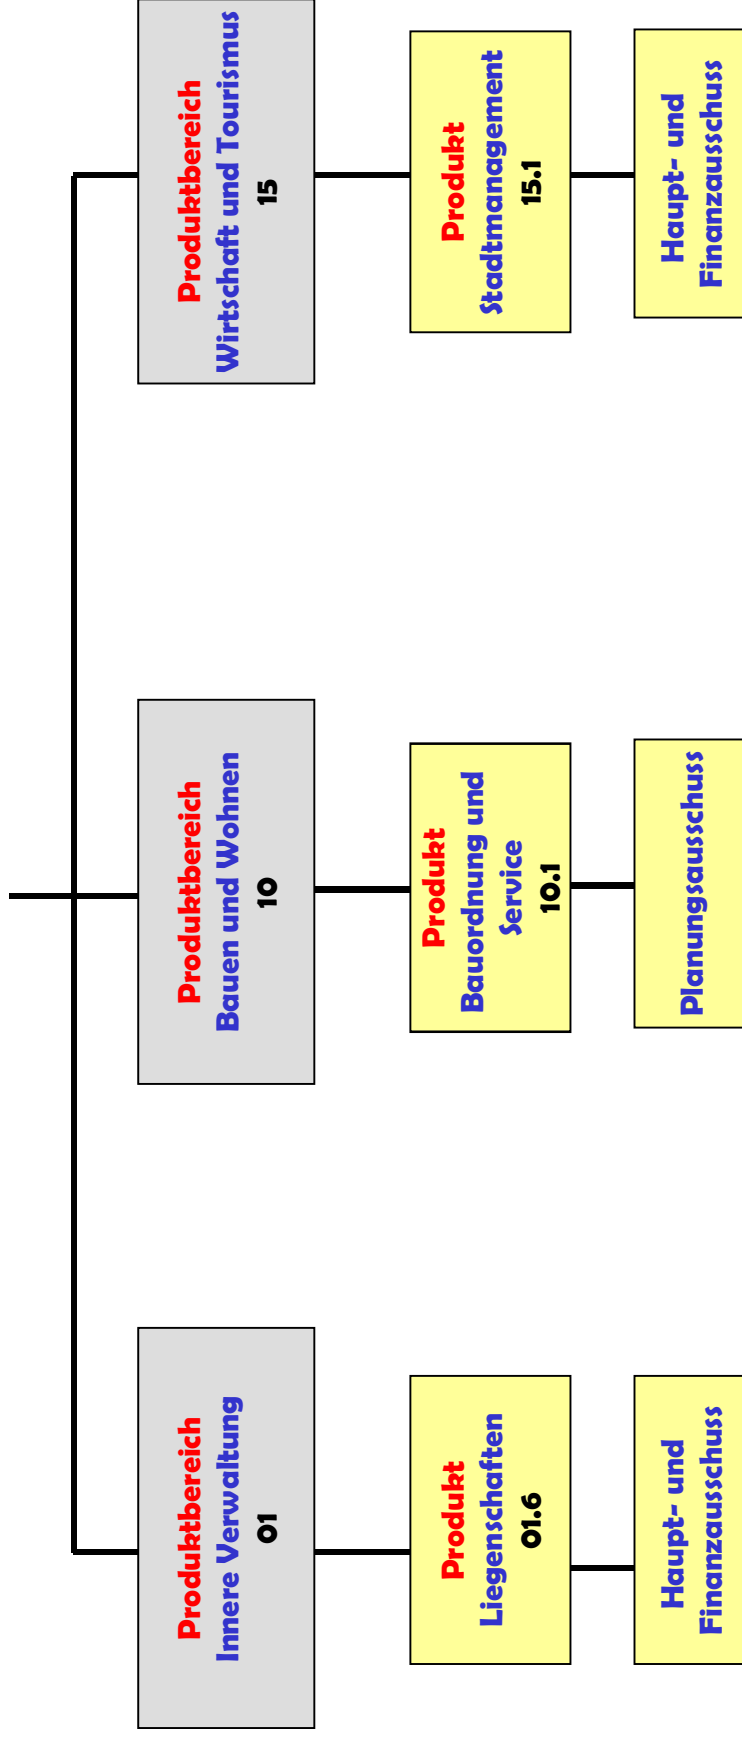 Produktbereich
Innere Verwaltung
01
Produktbereich
Bauen und Wohnen
10
Produktbereich
Wirtschaft und Tourismus
15
Produkt
Liegenschaften
01.6
Produkt
Bauordnung und
Service
10.1
Produkt
Stadtmanagement
15.1
Haupt- und
Finanzausschuss
Planungsausschuss
Haupt- und
Finanzausschuss